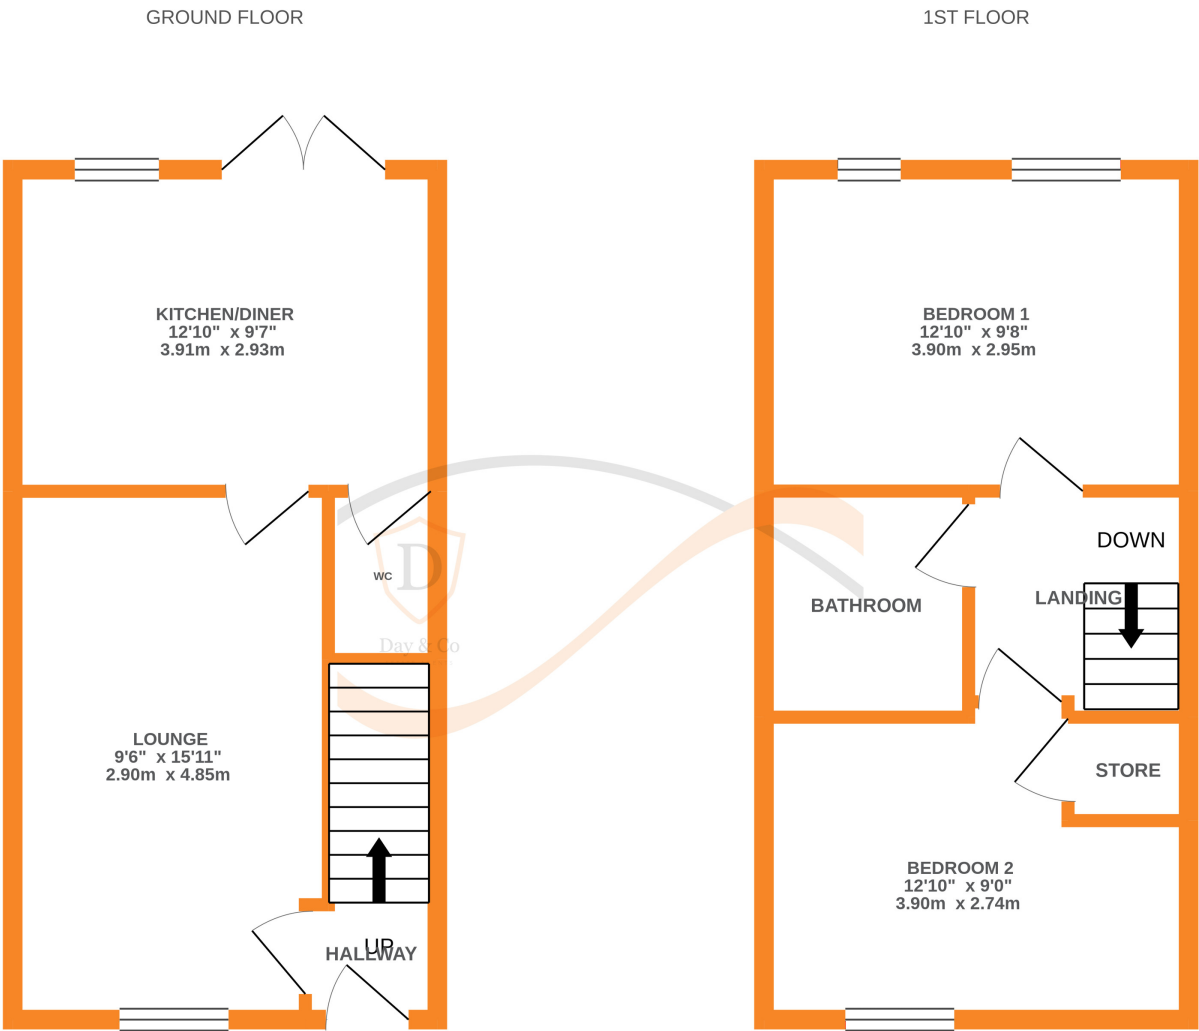 GROUND FLOOR
1ST FLOOR
KITCHEN/DINER
12'10" x 9'7"
3.91m x 2.93m
BEDROOM 1
12'10" x 9'8"
3.90m x 2.95m
DOWN
WC
D
LANDING
BATHROOM
Day & Co
LOUNGE
9'6" x 15'11"
2.90m x 4.85m
STORE
BEDROOM 2
12'10" x 9'0"
3.90m x 2.74m
UP
HALLWAY